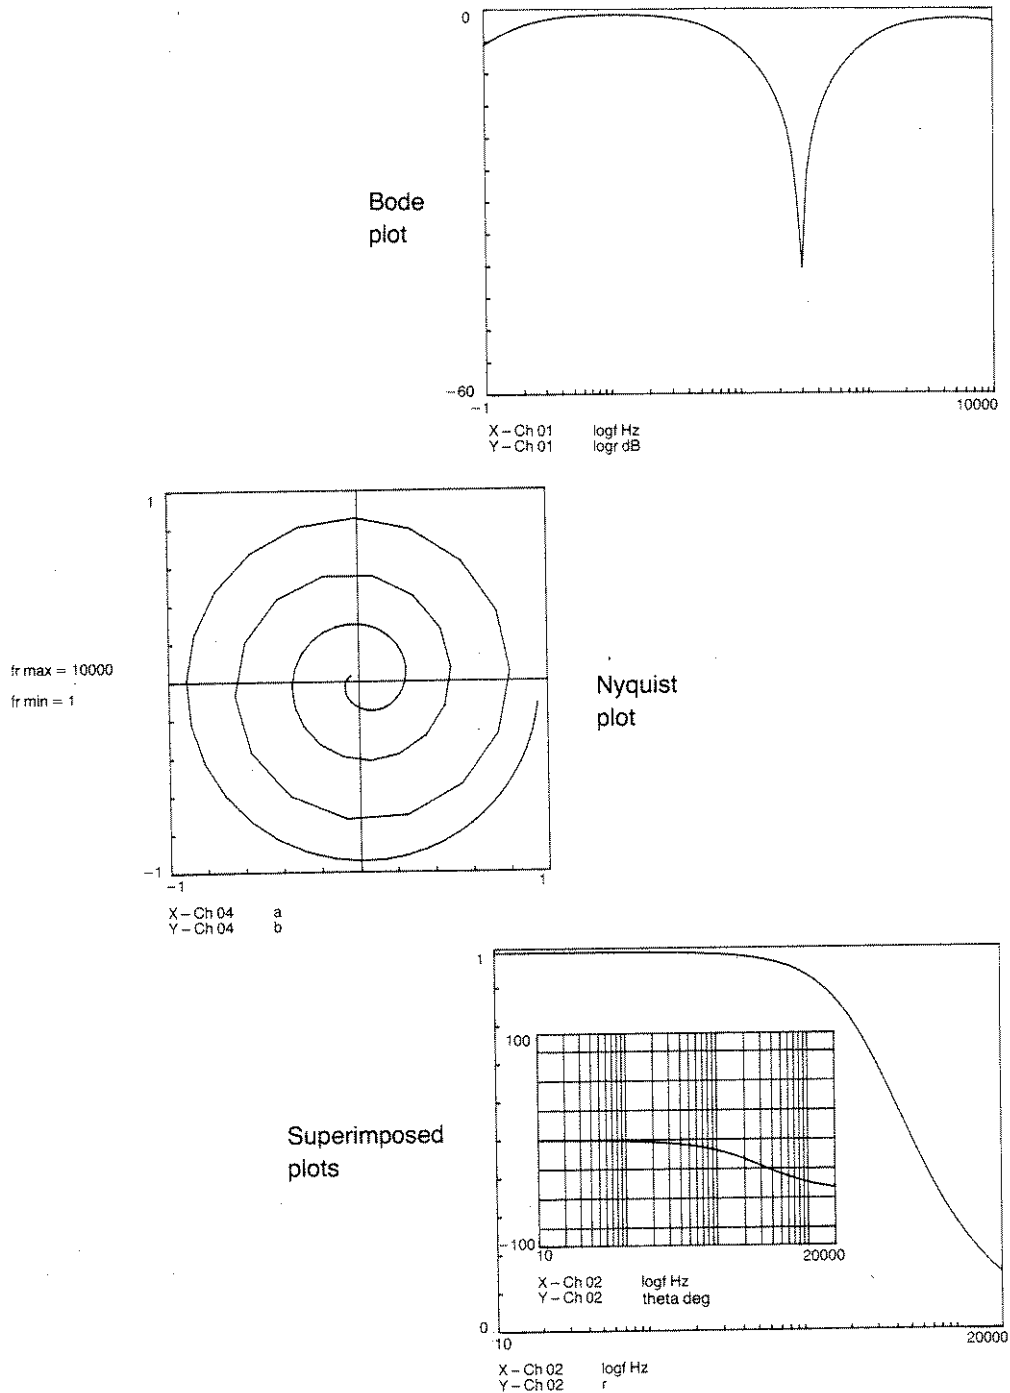 0
Bode
plot
−60
−1
10000
X – Ch 01 logf Hz
Y – Ch 01 logr dB
1
fr max = 10000
fr min = 1
Nyquist
plot
−1
−1
1
X – Ch 04 a
Y – Ch 04 b
1
100
Superimposed
plots
−100
10
20000
X – Ch 02 logf Hz
Y – Ch 02 theta deg
0
10
20000
X – Ch 02 logf Hz
Y – Ch 02 r